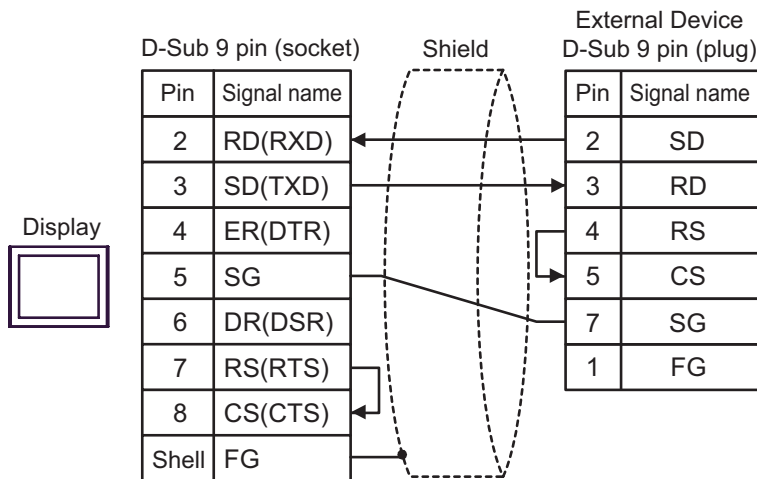 External Device
D-Sub 9 pin (socket) Shield D-Sub 9 pin (plug)
Pin Signal name Pin Signal name
2 RD(RXD) 2 SD
3 SD(TXD) 3 RD
Display 4 ER(DTR) 4 RS
5 SG 5 CS
6 DR(DSR) 7 SG
7 RS(RTS) 1 FG
8 CS(CTS)
Shell FG